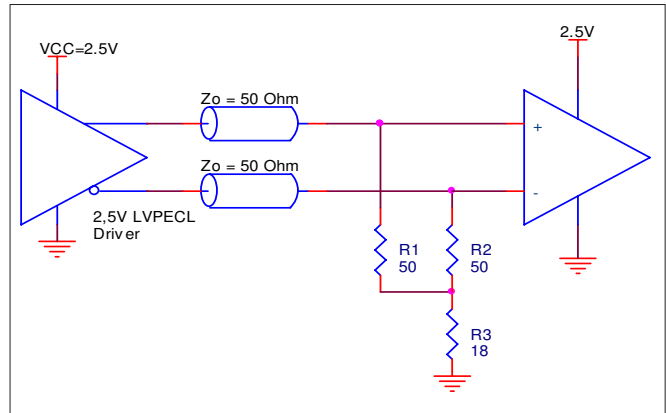 VCC=2.5V
2.5V
Zo = 50 Ohm
+
Zo = 50 Ohm
-
2,5V LVPECL
Driver
R1
50
R2
50
R3
18